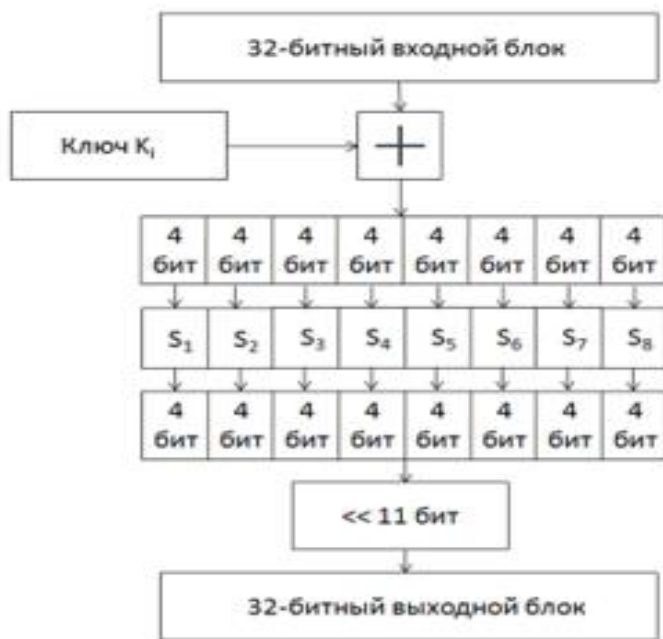 32-битный входной блок
Ключ K₁
+
4 4 4 4 4 4 4 4
бит бит бит бит бит бит бит бит
S₁ S₂ S₃ S₄ S₅ S₆ S₇ S₈
4 4 4 4 4 4 4 4
бит бит бит бит бит бит бит бит
<< 11 бит
32-битный выходной блок